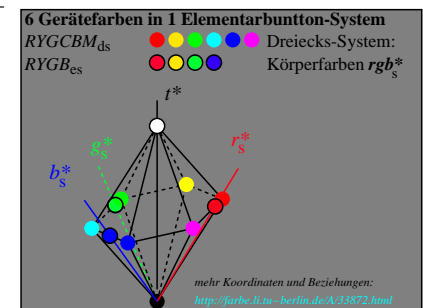 6 Gerätefarben in 1 Elementarbuntton-System
RYGCBM_ds Dreiecks-System:
RYGB_es Körperfarben rgb*_s
t*
g*_s
r*_s
b*_s
mehr Koordinaten und Beziehungen:
http://farbe.li.tu-berlin.de/A/33872.html